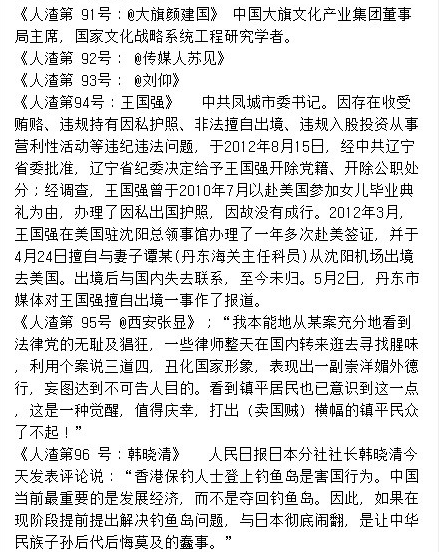 《人渣第 91号：@大旗颜建国》 中国大旗文化产业集团董事
局主席，国家文化战略系统工程研究学者。
《人渣第 92号： @传媒人苏见》
《人渣第 93号： @刘仰》
《人渣第94号：王国强》  中共凤城市委书记。因存在收受
贿赂、违规持有因私护照、非法擅自出境、违规入股投资从事
营利性活动等违纪违法问题，于2012年8月15日，经中共辽宁
省委批准，辽宁省纪委决定给予王国强开除党籍、开除公职处
分；经调查，王国强曾于2010年7月以赴美国参加女儿毕业典
礼为由，办理了因私出国护照，因故没有成行。2012年3月，
王国强在美国驻沈阳总领事馆办理了一年多次赴美签证，并于
4月24日擅自与妻子谭某(丹东海关主任科员)从沈阳机场出境
去美国。出境后与国内失去联系，至今未归。5月2日，丹东市
媒体对王国强擅自出境一事作了报道。
《人渣第 95号 @西安张显》；“我本能地从某案充分地看到
法律党的无耻及猖狂，一些律师整天在国内转来逛去寻找腥味
，利用个案说三道四，丑化国家形象，表现出一副崇洋媚外德
行，妄图达到不可告人目的。看到镇平居民也已意识到这一点
，这是一种觉醒，值得庆幸，打出（卖国贼）横幅的镇平民众
了不起！”
《人渣第96 号：韩晓清》  人民日报日本分社社长韩晓清今
天发表评论说：“香港保钓人士登上钓鱼岛是害国行为。中国
当前最重要的是发展经济，而不是夺回钓鱼岛。因此，如果在
现阶段提前提出解决钓鱼岛问题，与日本彻底闹翻，是让中华
民族子孙后代后悔莫及的蠢事。”